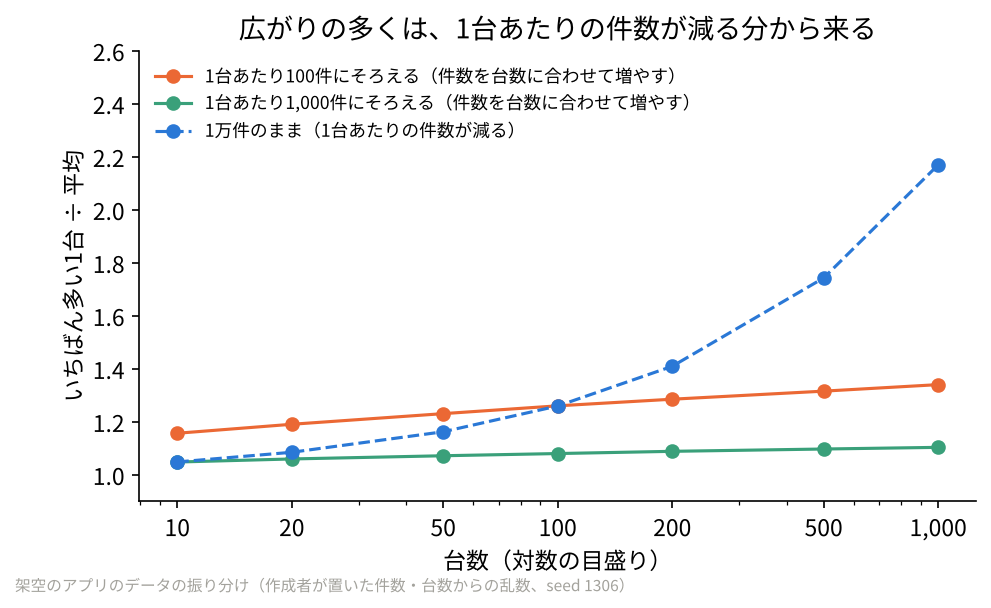 広がりの多くは、1台あたりの件数が減る分から来る
いちばん多い1台 ÷ 平均
2.6
2.4
2.2
2.0
1.8
1.6
1.4
1.2
1.0
1台あたり100件にそろえる（件数を台数に合わせて増やす）
1台あたり1,000件にそろえる（件数を台数に合わせて増やす）
1万件のまま（1台あたりの件数が減る）
10 20 50 100 200 500 1,000
台数（対数の目盛り）
架空のアプリのデータの振り分け（作成者が置いた件数・台数からの乱数、seed 1306）